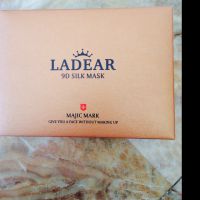 LADEAR
9D SILK MASK
MAJIC MARK
GIVE YOU A FACE WITHOUT MAKING UP